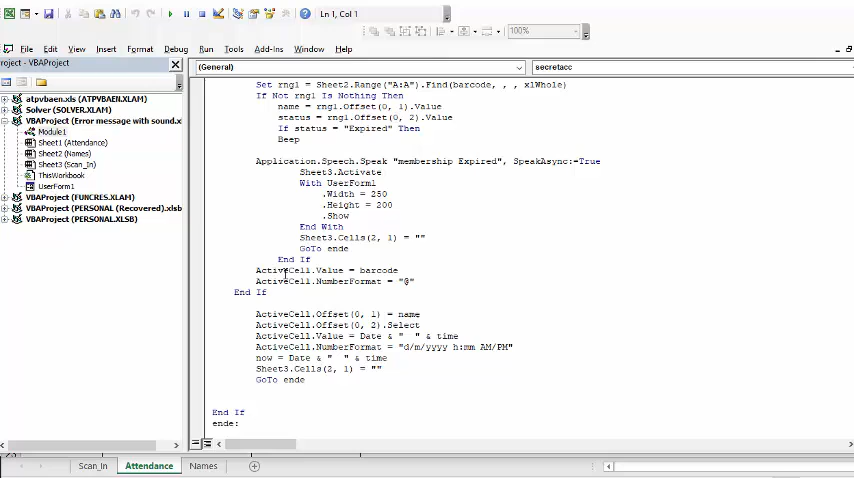 Ln 1, Col 1
100%
File Edit View Insert Format Debug Run Tools Add-Ins Window Help
roject - VBAProject
(General) secretacc
atpvbaen.xls (ATPVBAEN.XLAM)
Solver (SOLVER.XLAM)
VBAProject (Error message with sound.x
Module1
Sheet1 (Attendance)
Sheet2 (Names)
Sheet3 (Scan_In)
ThisWorkbook
UserForm1
VBAProject (FUNCRES.XLAM)
VBAProject (PERSONAL (Recovered).xlsb
VBAProject (PERSONAL.XLSB)
Set rng1 = Sheet2.Range("A:A").Find(barcode, , , xlWhole)
If Not rng1 Is Nothing Then
name = rng1.Offset(0, 1).Value
status = rng1.Offset(0, 2).Value
If status = "Expired" Then
Beep
Application.Speech.Speak "membership Expired", SpeakAsync:=True
Sheet3.Activate
With UserForm1
.Width = 250
.Height = 200
.Show
End With
Sheet3.Cells(2, 1) = ""
GoTo ende
End If
ActiveCell.Value = barcode
ActiveCell.NumberFormat = "@"
End If
ActiveCell.Offset(0, 1) = name
ActiveCell.Offset(0, 2).Select
ActiveCell.Value = Date & "  " & time
ActiveCell.NumberFormat = "d/m/yyyy h:mm AM/PM"
now = Date & "  " & time
Sheet3.Cells(2, 1) = ""
GoTo ende
End If
ende:
Scan_In Attendance Names